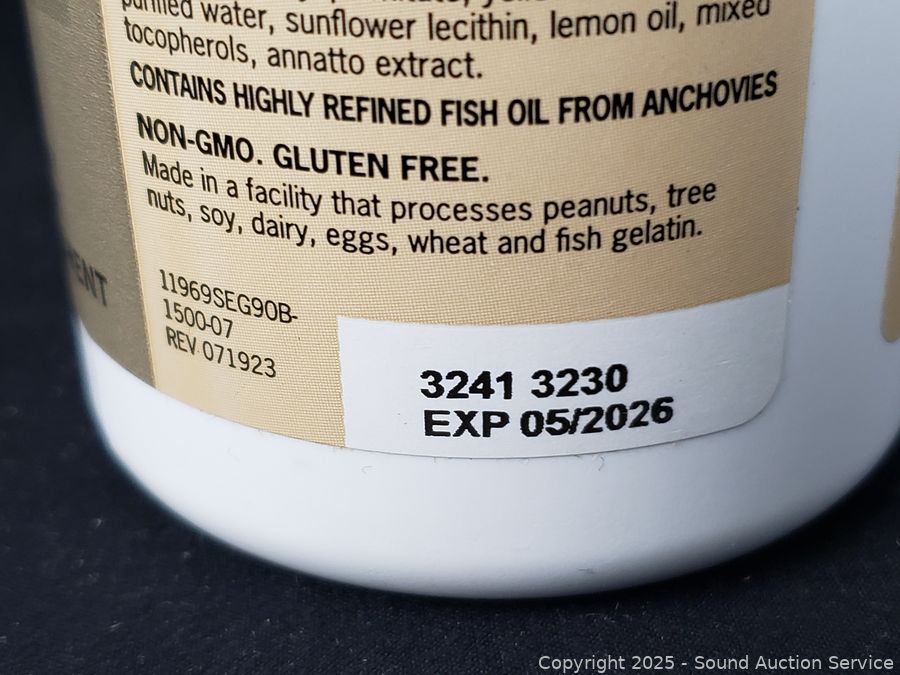 purified water, sunflower lecithin, lemon oil, mixed
tocopherols, annatto extract.
CONTAINS HIGHLY REFINED FISH OIL FROM ANCHOVIES
NON-GMO. GLUTEN FREE.
Made in a facility that processes peanuts, tree
nuts, soy, dairy, eggs, wheat and fish gelatin.
11969SEG90B-
1500-07
REV 071923
3241 3230
EXP 05/2026
Copyright 2025 - Sound Auction Service